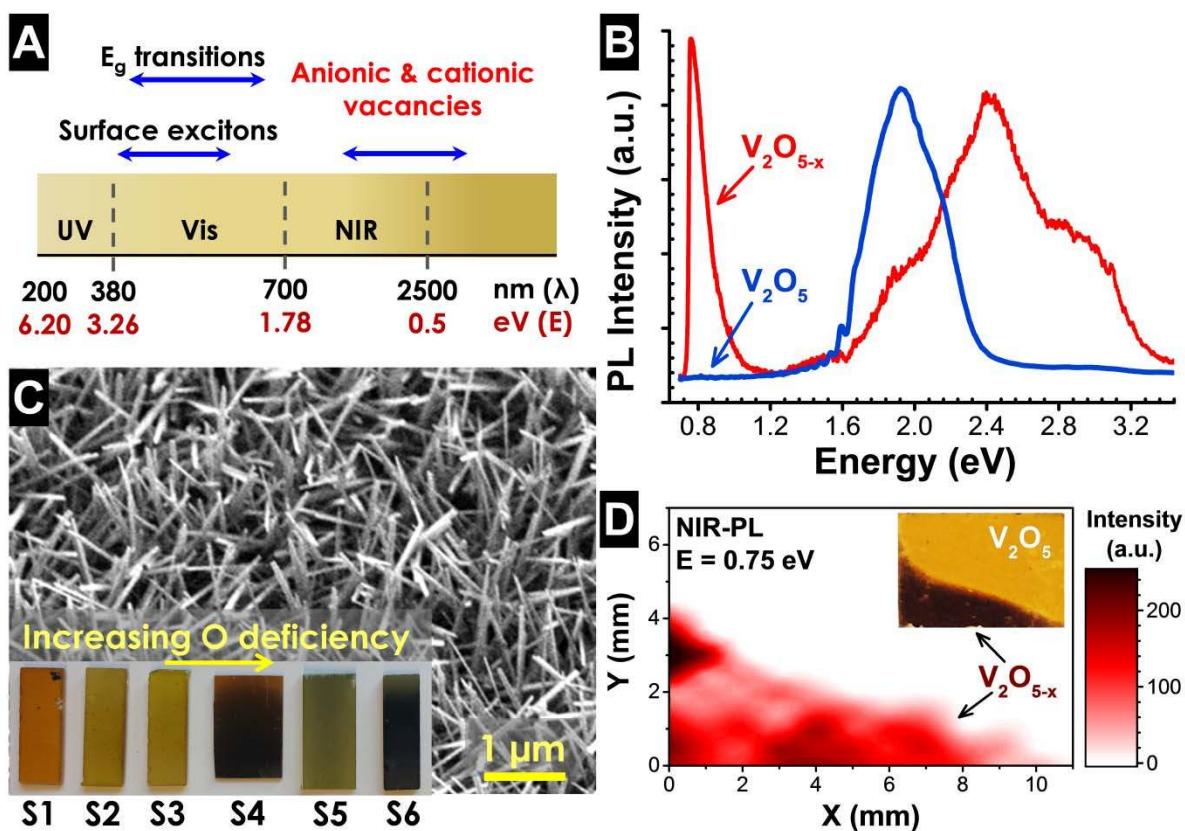 A
Eg transitions
Anionic & cationic
vacancies
Surface excitons
UV Vis NIR
200 380 700 2500 nm (λ)
6.20 3.26 1.78 0.5 eV (E)
B
PL Intensity (a.u.)
V2O5-x
V2O5
0.8 1.2 1.6 2.0 2.4 2.8 3.2
Energy (eV)
C
Increasing O deficiency
1 µm
S1 S2 S3 S4 S5 S6
D
NIR-PL
E = 0.75 eV
V2O5
V2O5-x
Y (mm)
6
4
2
0
0 2 4 6 8 10
X (mm)
Intensity
(a.u.)
200
100
0